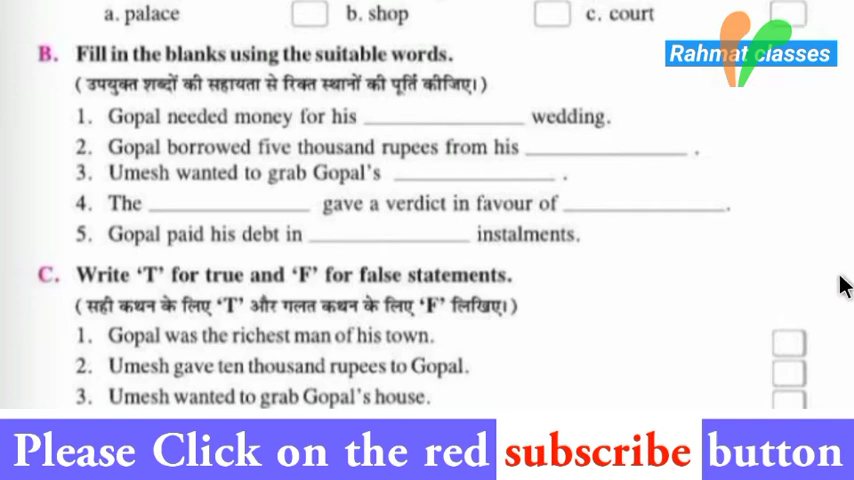 a. palace b. shop c. court
Rahmat classes
B. Fill in the blanks using the suitable words.
(उपयुक्त शब्दों की सहायता से रिक्त स्थानों की पूर्ति कीजिए।)
1. Gopal needed money for his ____________ wedding.
2. Gopal borrowed five thousand rupees from his ____________ .
3. Umesh wanted to grab Gopal's ____________ .
4. The ____________ gave a verdict in favour of ____________.
5. Gopal paid his debt in ____________ instalments.
C. Write 'T' for true and 'F' for false statements.
(सही कथन के लिए 'T' और गलत कथन के लिए 'F' लिखिए।)
1. Gopal was the richest man of his town.
2. Umesh gave ten thousand rupees to Gopal.
3. Umesh wanted to grab Gopal's house.
Please Click on the red subscribe button